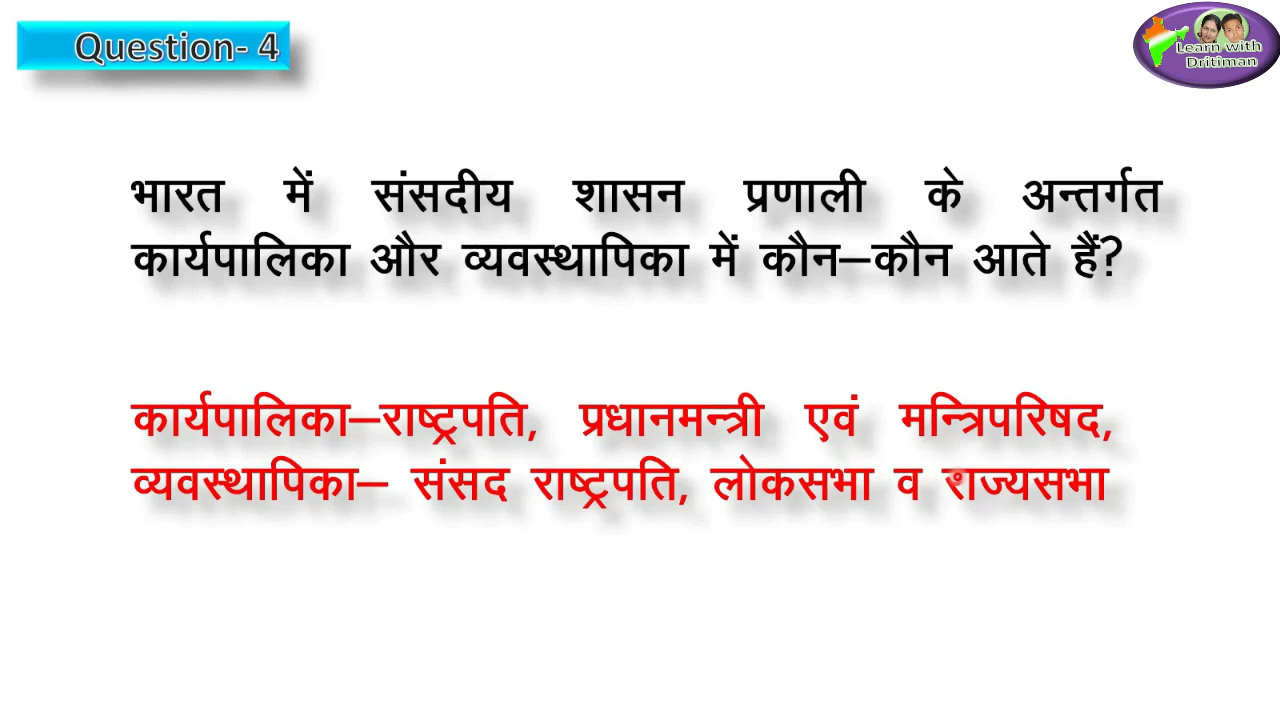 Question- 4
Learn with
Dritiman
भारत में संसदीय शासन प्रणाली के अन्तर्गत
कार्यपालिका और व्यवस्थापिका में कौन–कौन आते हैं?
कार्यपालिका–राष्ट्रपति, प्रधानमन्त्री एवं मन्त्रिपरिषद,
व्यवस्थापिका– संसद राष्ट्रपति, लोकसभा व राज्यसभा